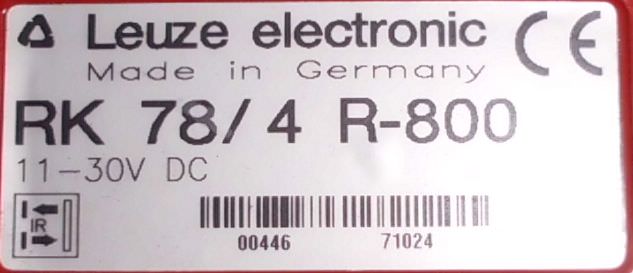 Leuze electronic CE
Made in Germany
RK 78/4 R-800
11-30V DC
IR
00446 71024